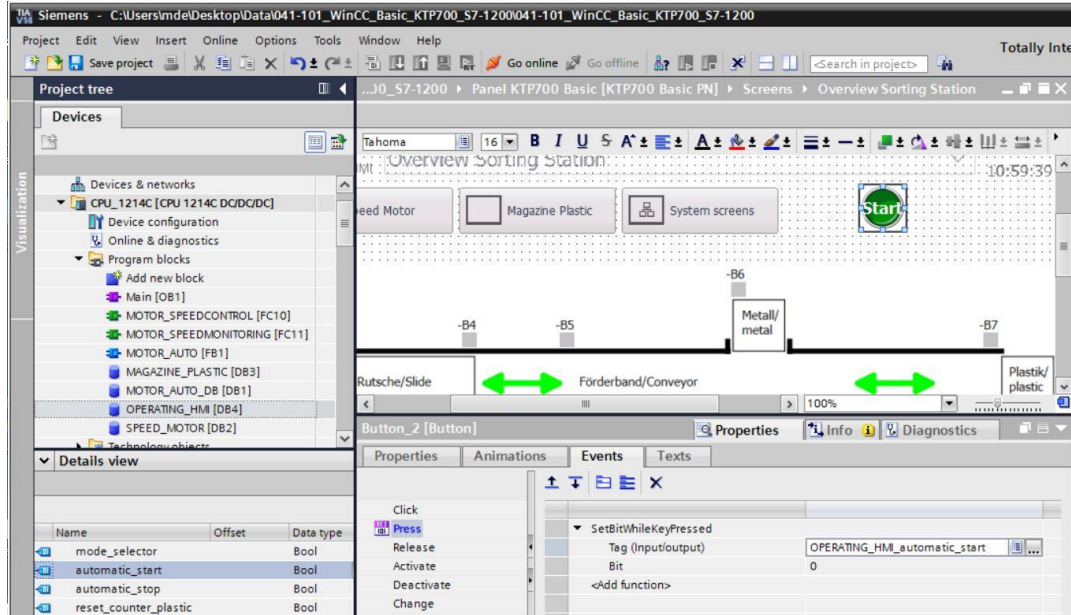 Siemens - C:\Users\mde\Desktop\Data\041-101_WinCC_Basic_KTP700_S7-1200\041-101_WinCC_Basic_KTP700_S7-1200
Project Edit View Insert Online Options Tools Window Help
Totally Inte
Save project Go online Go offline <Search in project>
Project tree
...)0_S7-1200 ▸ Panel KTP700 Basic [KTP700 Basic PN] ▸ Screens ▸ Overview Sorting Station
Devices
Tahoma 16 B I U S
Overview Sorting Station
10:59:39
Visualization
Devices & networks
CPU_1214C [CPU 1214C DC/DC/DC]
Device configuration
Online & diagnostics
Program blocks
Add new block
Main [OB1]
MOTOR_SPEEDCONTROL [FC10]
MOTOR_SPEEDMONITORING [FC11]
MOTOR_AUTO [FB1]
MAGAZINE_PLASTIC [DB3]
MOTOR_AUTO_DB [DB1]
OPERATING_HMI [DB4]
SPEED_MOTOR [DB2]
Technology objects
eed Motor Magazine Plastic System screens Start
-B6
Metall/
metal
-B4 -B5 -B7
Rutsche/Slide Förderband/Conveyor
Plastik/
plastic
100%
Button_2 [Button] Properties Info Diagnostics
Properties Animations Events Texts
Click
Press
Release
Activate
Deactivate
Change
SetBitWhileKeyPressed
Tag (Input/output) OPERATING_HMI_automatic_start
Bit 0
<Add function>
Details view
Name Offset Data type
mode_selector Bool
automatic_start Bool
automatic_stop Bool
reset_counter_plastic Bool